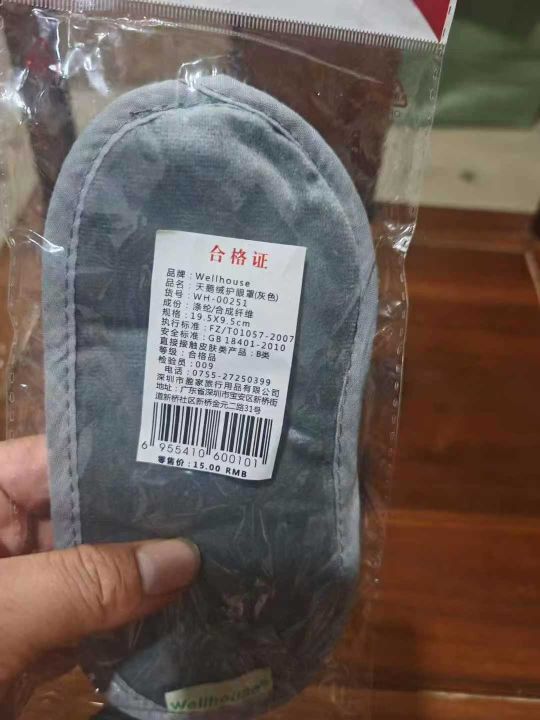 合格证
品牌：Wellhouse
品名：天鹅绒护眼罩(灰色)
货号：WH-00251
成份：涤纶/合成纤维
规格：19.5X9.5cm
执行标准：FZ/T01057-2007
安全标准：GB 18401-2010
直接接触皮肤类产品：B类
等级：合格品
检验员：009
电话：0755-27250399
深圳市盈家旅行用品有限公司
地址：广东省深圳市宝安区新桥街
道新桥社区新桥金元二路31号
6 955410 600101
零售价：15.00 RMB
Wellhouse